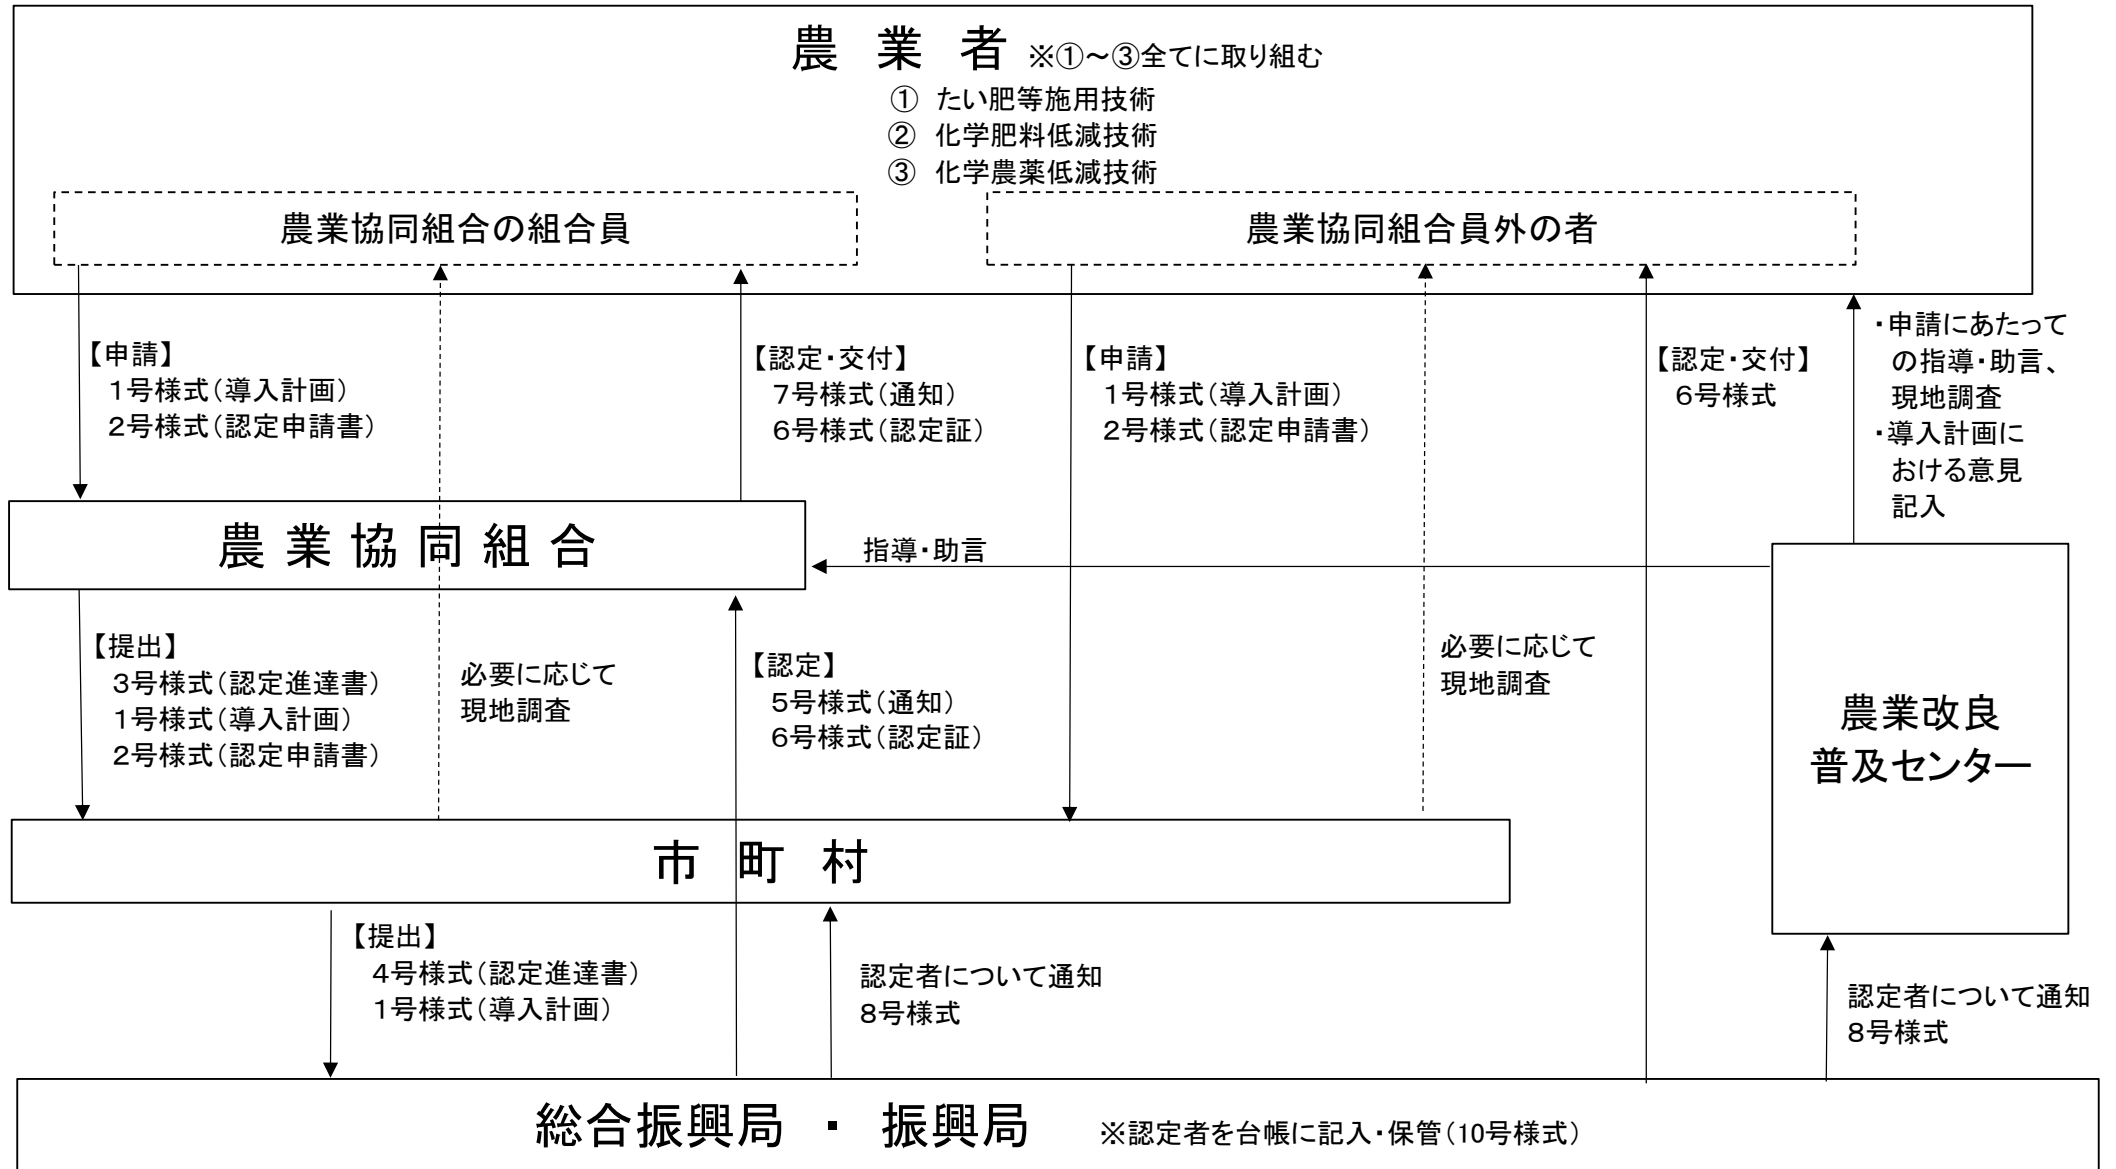 農 業 者 ※①～③全てに取り組む
① たい肥等施用技術
② 化学肥料低減技術
③ 化学農薬低減技術
農業協同組合の組合員
農業協同組合員外の者
【申請】
１号様式（導入計画）
２号様式（認定申請書）
【認定・交付】
７号様式（通知）
６号様式（認定証）
【申請】
１号様式（導入計画）
２号様式（認定申請書）
【認定・交付】
６号様式
・申請にあたって
の指導・助言、
現地調査
・導入計画に
おける意見
記入
農 業 協 同 組 合
指導・助言
【提出】
３号様式（認定進達書）
１号様式（導入計画）
２号様式（認定申請書）
必要に応じて
現地調査
【認定】
５号様式（通知）
６号様式（認定証）
必要に応じて
現地調査
農業改良
普及センター
市 町 村
【提出】
４号様式（認定進達書）
１号様式（導入計画）
認定者について通知
８号様式
認定者について通知
８号様式
総合振興局 ・ 振興局 ※認定者を台帳に記入・保管（10号様式）